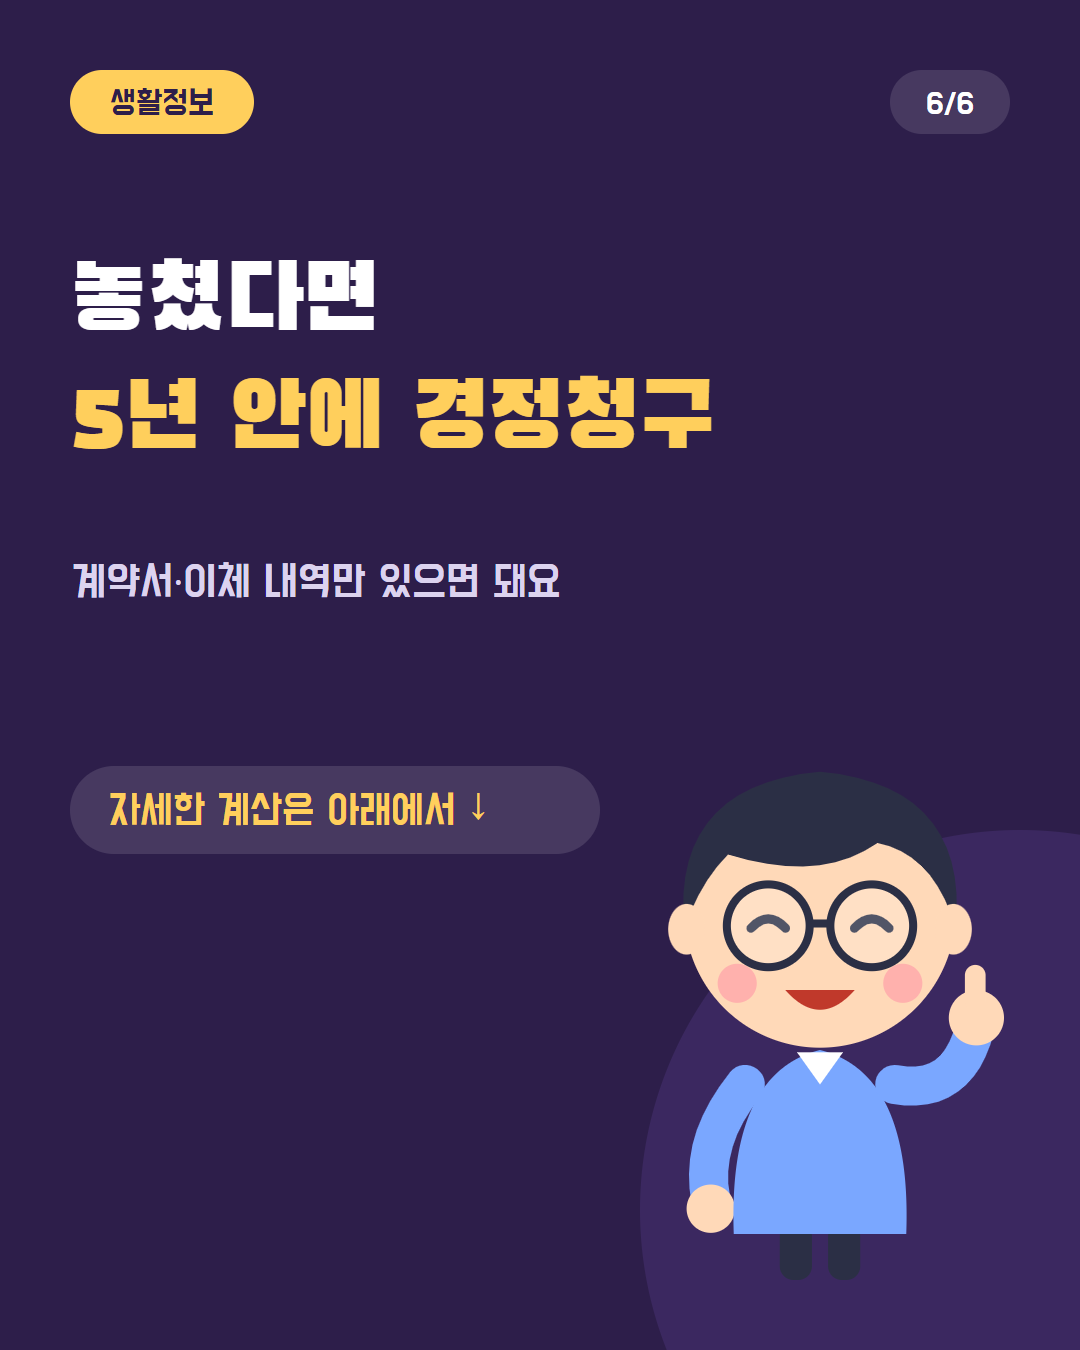 생활정보
6/6
놓쳤다면
5년 안에 경정청구
계약서·이체 내역만 있으면 돼요
자세한 계산은 아래에서 ↓